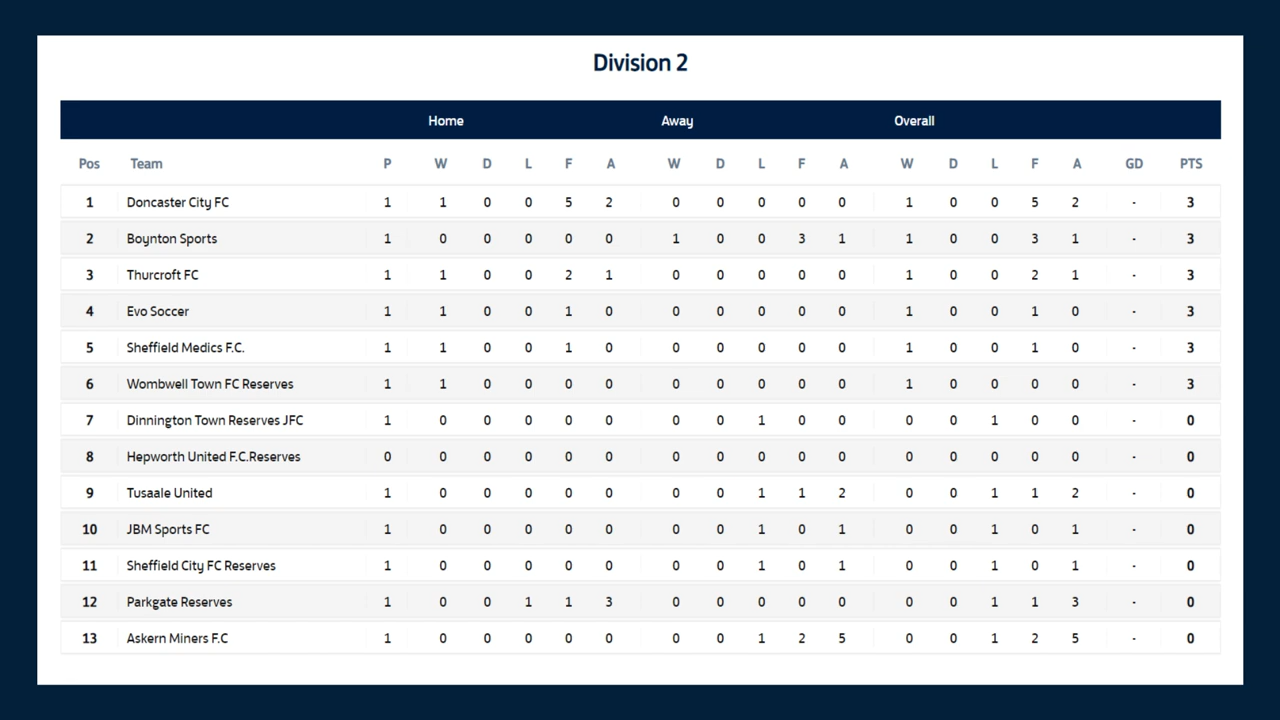 Division 2
Home Away Overall
Pos Team P W D L F A W D L F A W D L F A GD PTS
1 Doncaster City FC 1 1 0 0 5 2 0 0 0 0 0 1 0 0 5 2 - 3
2 Boynton Sports 1 0 0 0 0 0 1 0 0 3 1 1 0 0 3 1 - 3
3 Thurcroft FC 1 1 0 0 2 1 0 0 0 0 0 1 0 0 2 1 - 3
4 Evo Soccer 1 1 0 0 1 0 0 0 0 0 0 1 0 0 1 0 - 3
5 Sheffield Medics F.C. 1 1 0 0 1 0 0 0 0 0 0 1 0 0 1 0 - 3
6 Wombwell Town FC Reserves 1 1 0 0 0 0 0 0 0 0 0 1 0 0 0 0 - 3
7 Dinnington Town Reserves JFC 1 0 0 0 0 0 0 0 1 0 0 0 0 1 0 0 - 0
8 Hepworth United F.C.Reserves 0 0 0 0 0 0 0 0 0 0 0 0 0 0 0 0 - 0
9 Tusaale United 1 0 0 0 0 0 0 0 1 1 2 0 0 1 1 2 - 0
10 JBM Sports FC 1 0 0 0 0 0 0 0 1 0 1 0 0 1 0 1 - 0
11 Sheffield City FC Reserves 1 0 0 0 0 0 0 0 1 0 1 0 0 1 0 1 - 0
12 Parkgate Reserves 1 0 0 1 1 3 0 0 0 0 0 0 0 1 1 3 - 0
13 Askern Miners F.C 1 0 0 0 0 0 0 0 1 2 5 0 0 1 2 5 - 0